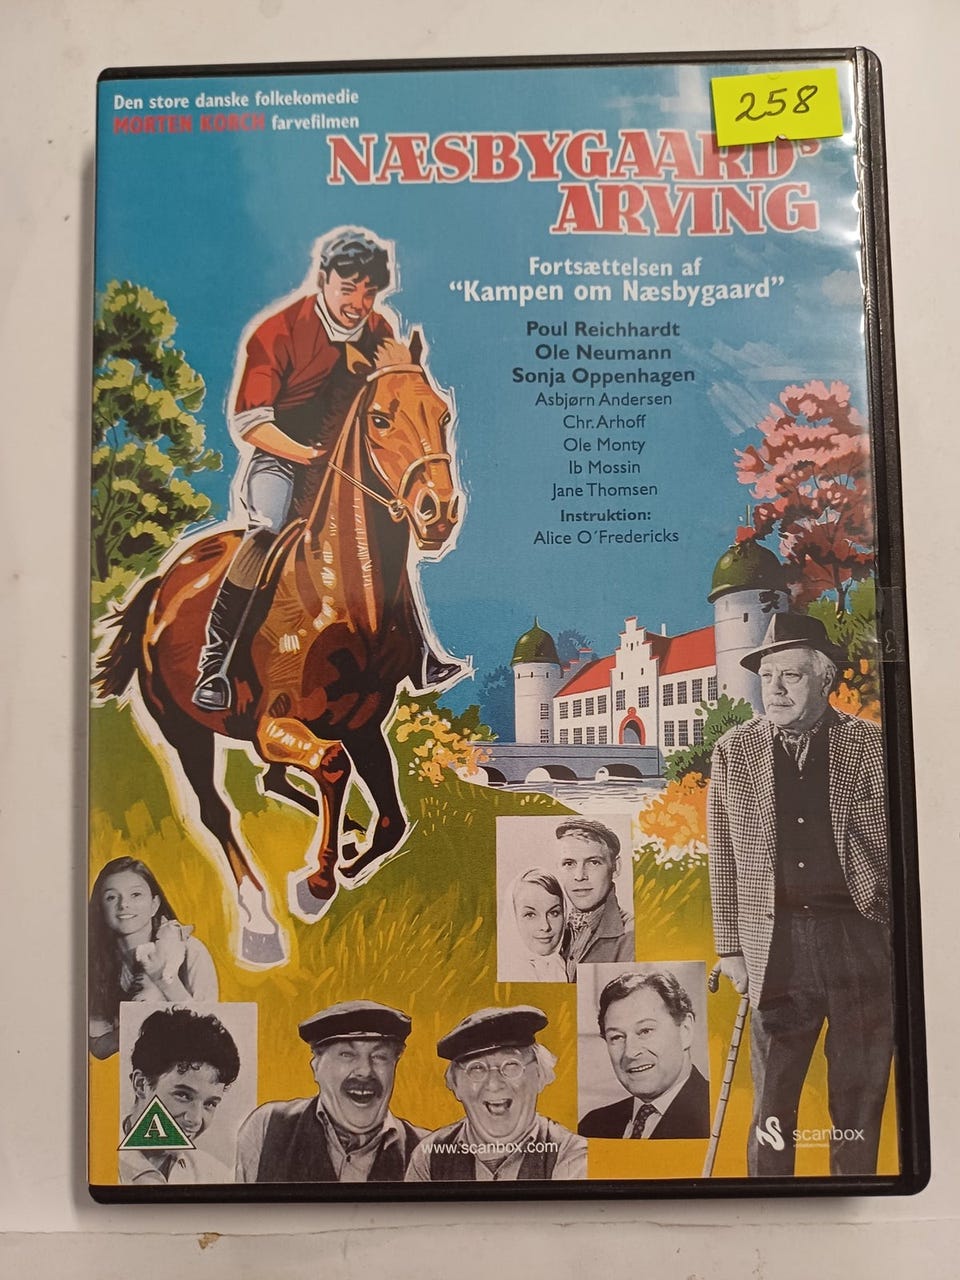 Den store danske folkekomedie
MORTEN KORCH farvefilmen
258
NÆSBYGAARDS
ARVING
Fortsættelsen af
"Kampen om Næsbygaard"
Poul Reichhardt
Ole Neumann
Sonja Oppenhagen
Asbjørn Andersen
Chr. Arhoff
Ole Monty
Ib Mossin
Jane Thomsen
Instruktion:
Alice O´Fredericks
A
www.scanbox.com
scanbox